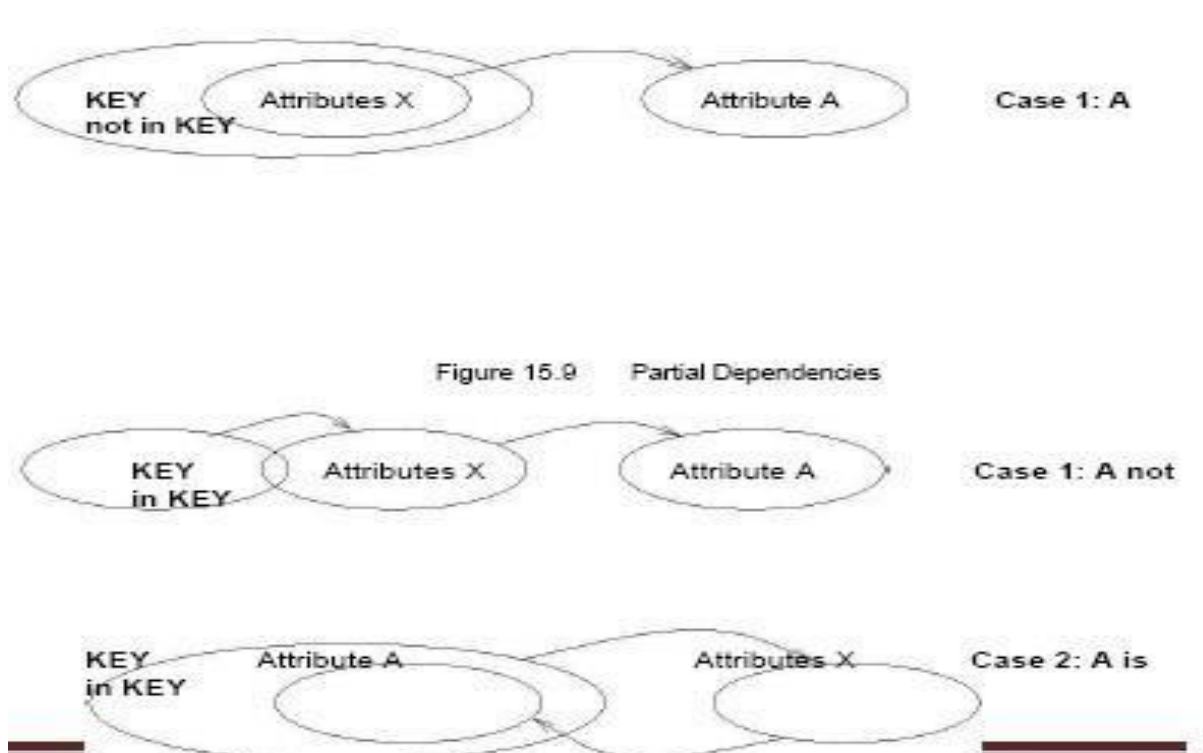 KEY Attributes X Attribute A Case 1: A
not in KEY
Figure 15.9 Partial Dependencies
KEY Attributes X Attribute A Case 1: A not
in KEY
KEY Attribute A Attributes X Case 2: A is
in KEY